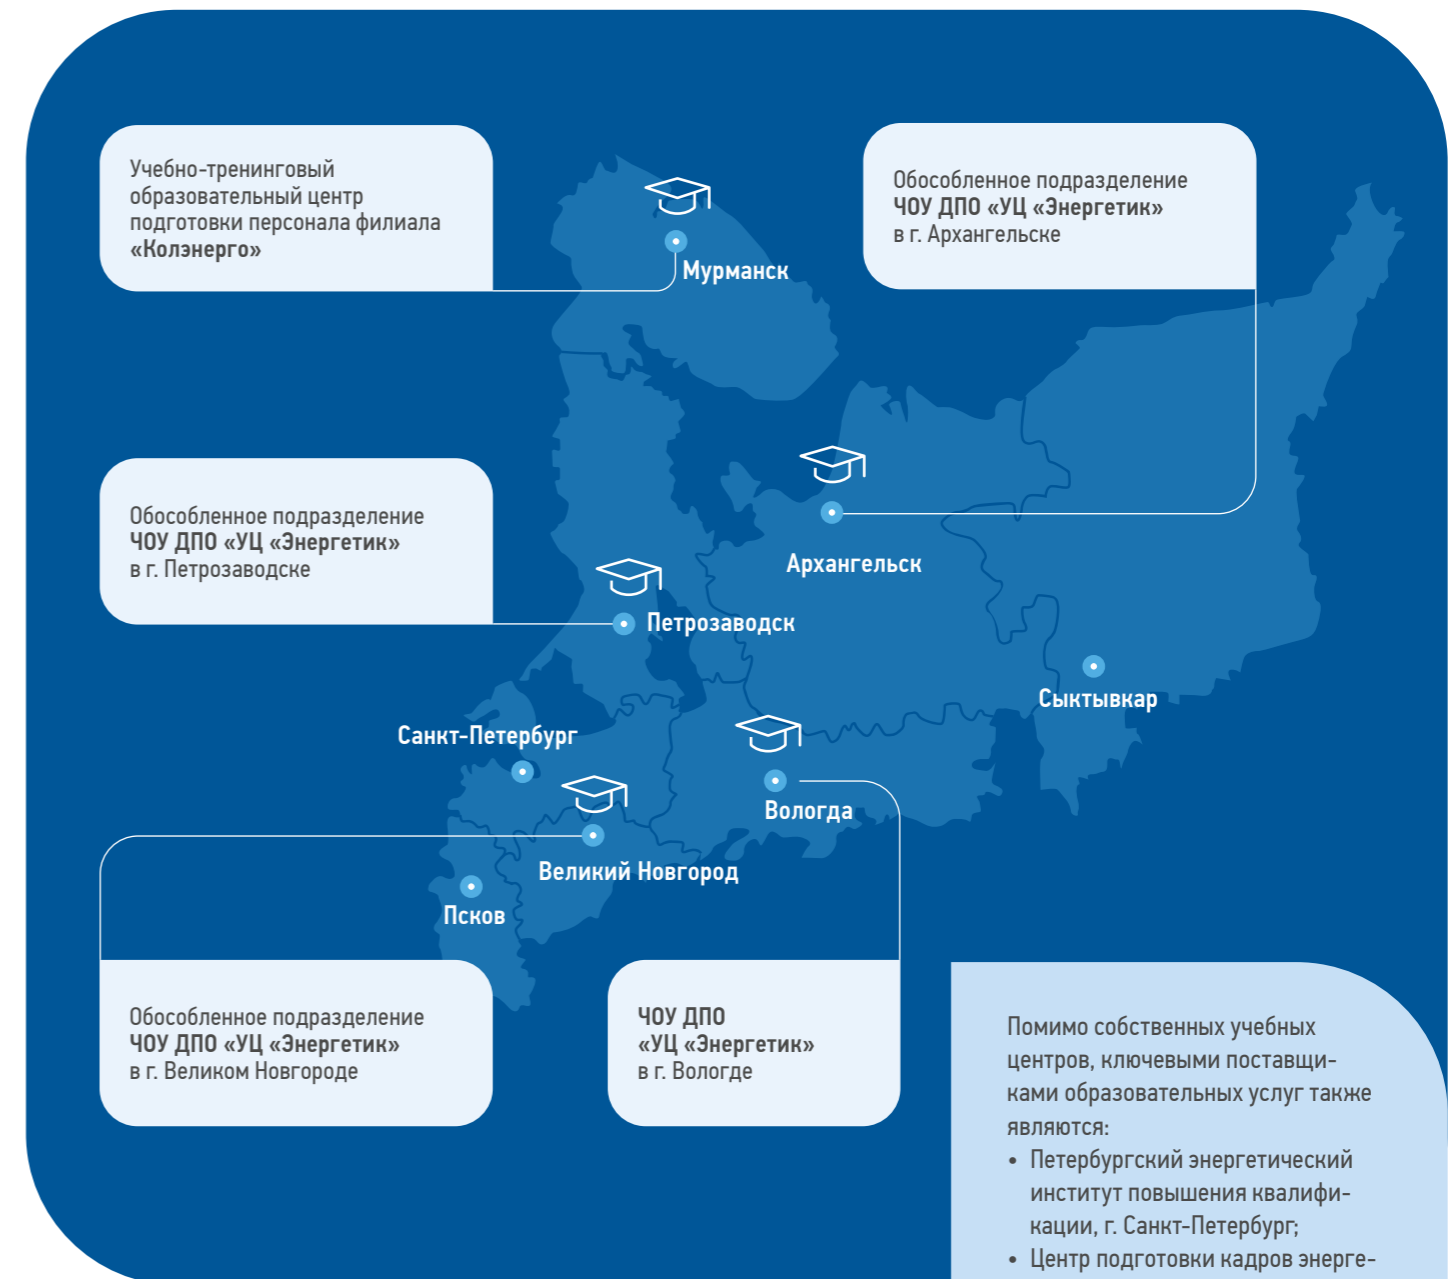 Учебно-тренинговый
образовательный центр
подготовки персонала филиала
«Колэнерго»
Обособленное подразделение
ЧОУ ДПО «УЦ «Энергетик»
в г. Архангельске
Мурманск
Обособленное подразделение
ЧОУ ДПО «УЦ «Энергетик»
в г. Петрозаводске
Архангельск
Петрозаводск
Сыктывкар
Санкт-Петербург
Вологда
Великий Новгород
Псков
Обособленное подразделение
ЧОУ ДПО «УЦ «Энергетик»
в г. Великом Новгороде
ЧОУ ДПО
«УЦ «Энергетик»
в г. Вологде
Помимо собственных учебных
центров, ключевыми поставщи-
ками образовательных услуг также
являются:
• Петербургский энергетический
институт повышения квалифи-
кации, г. Санкт-Петербург;
• Центр подготовки кадров энерге-